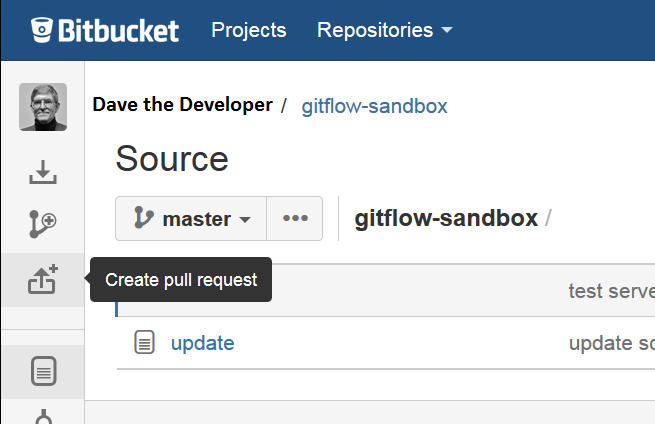 Bitbucket Projects Repositories
Dave the Developer / gitflow-sandbox
Source
master ••• gitflow-sandbox /
Create pull request
test serve
update update sc